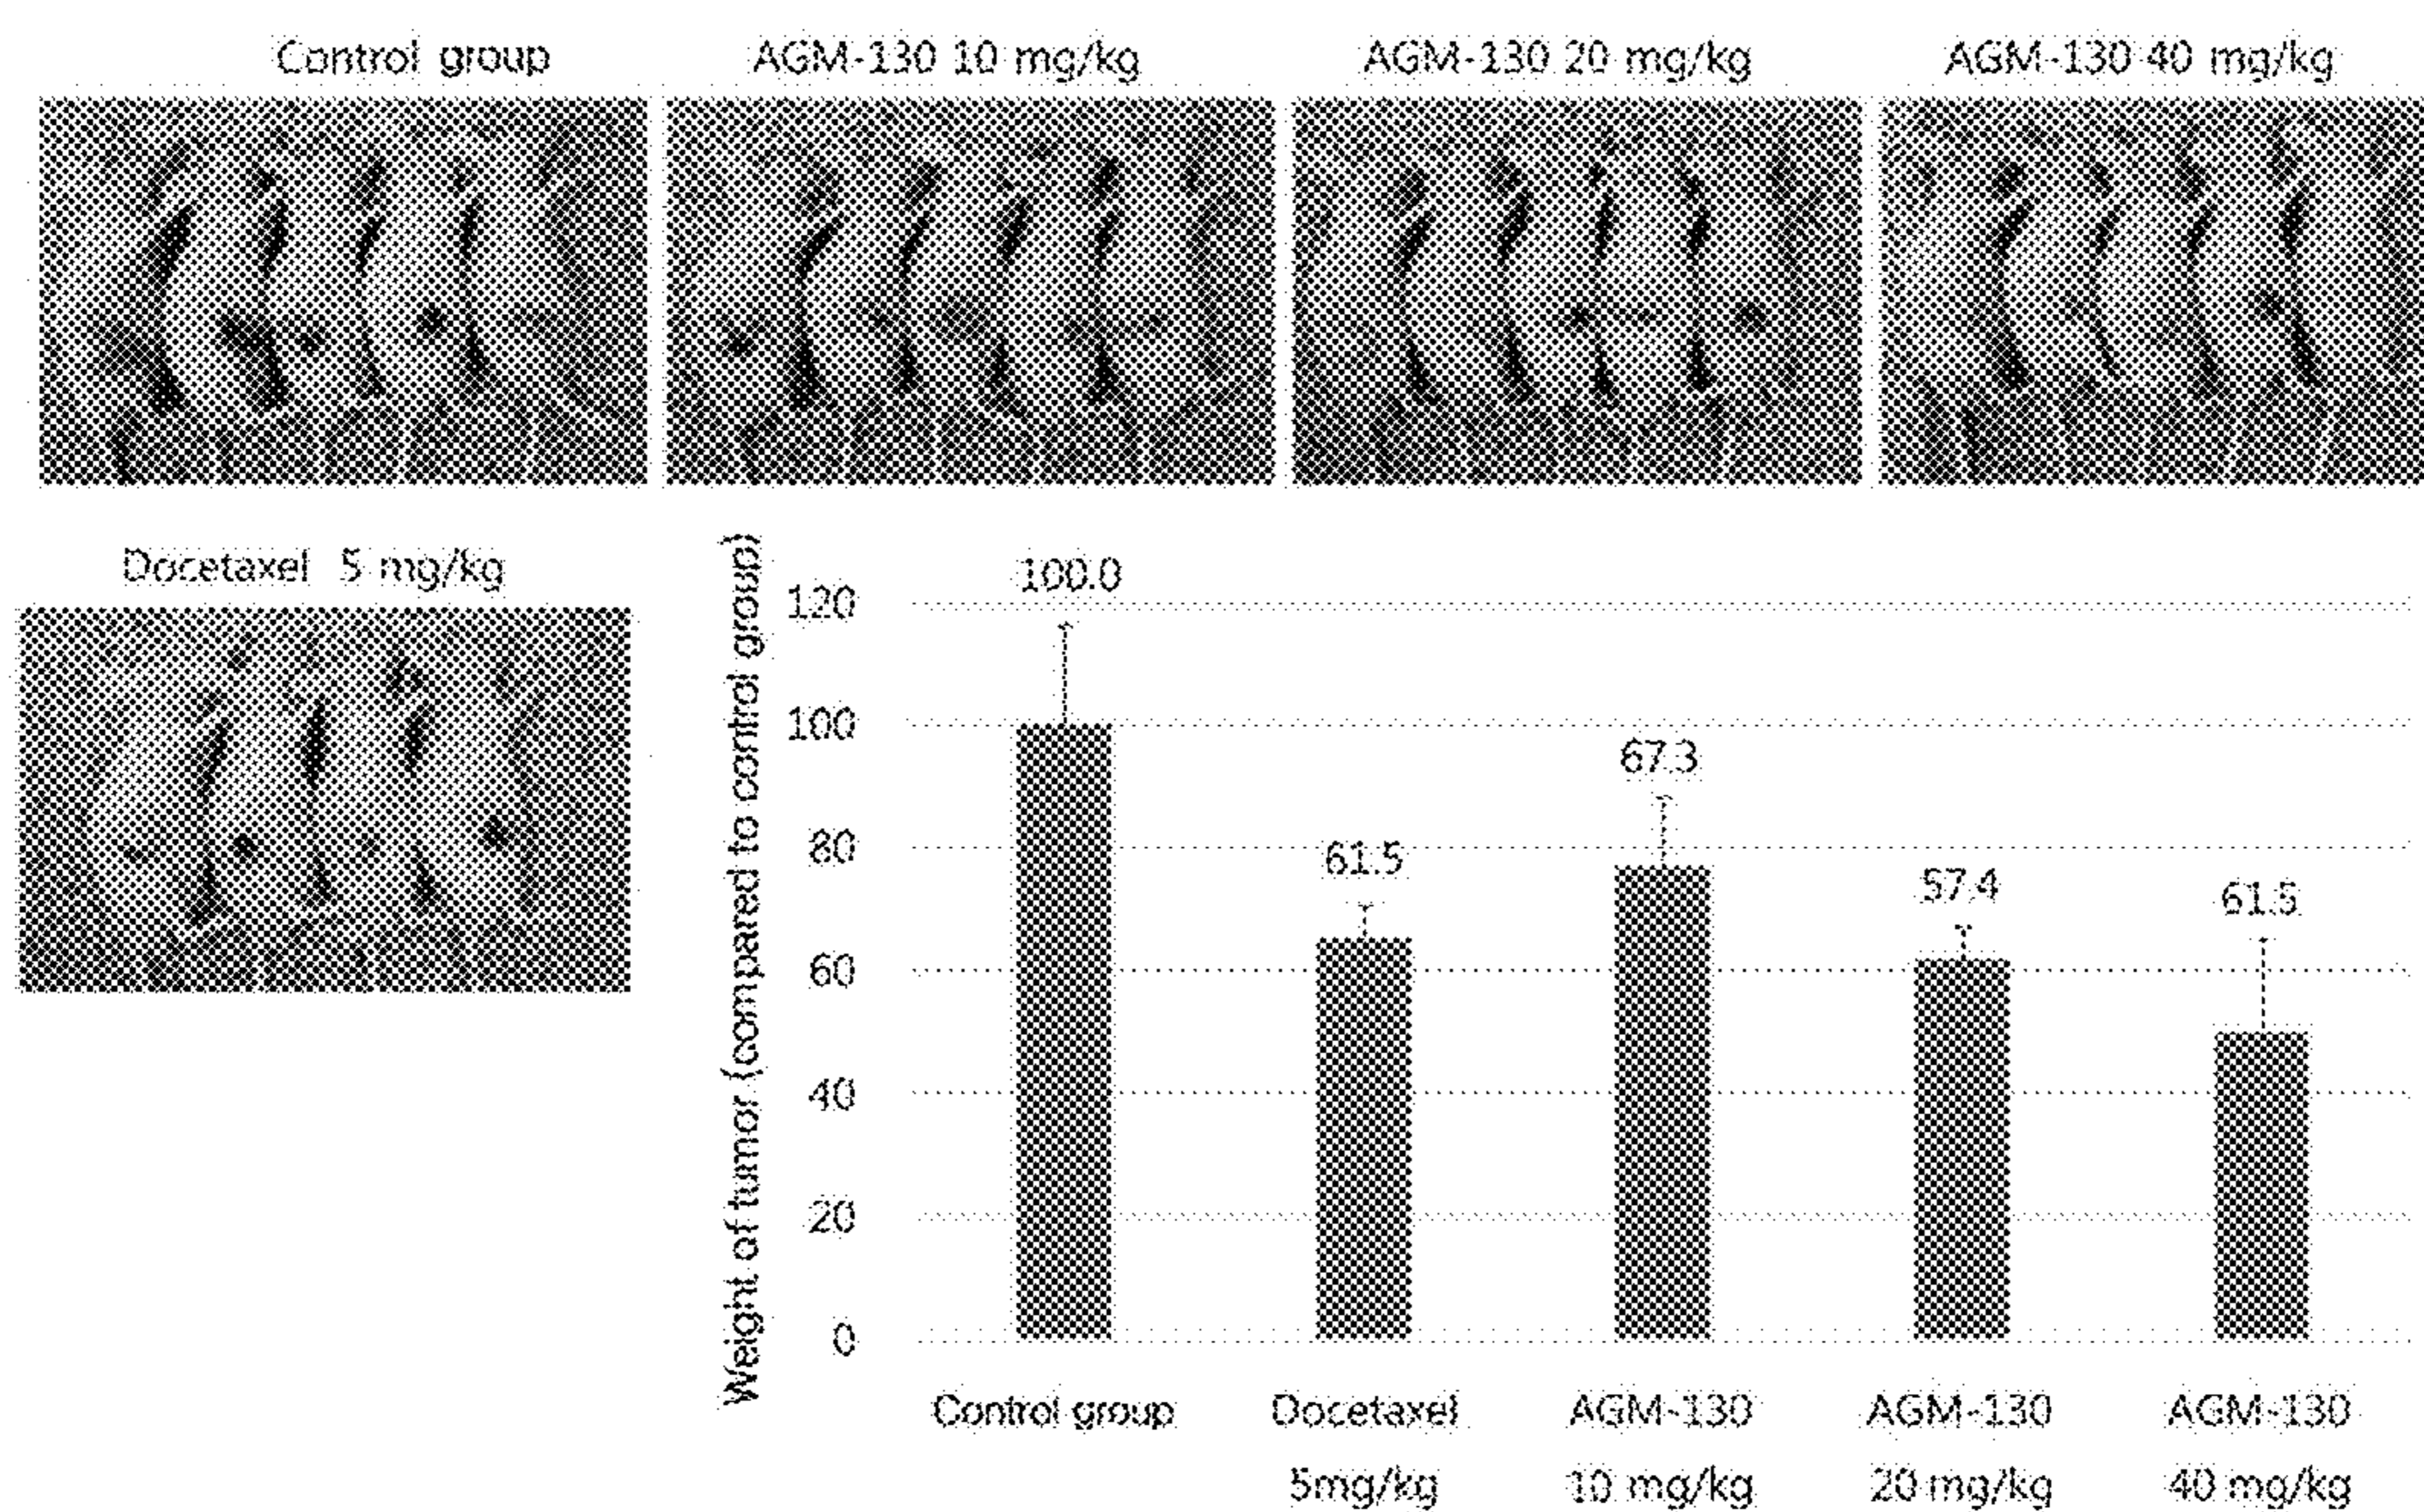 Control group
AGM-130 10 mg/kg
AGM-130 20 mg/kg
AGM-130 40 mg/kg
Docetaxel 5 mg/kg
Weight of tumor (compared to control group)
120
100
80
60
40
20
0
100.0
61.5
67.3
57.4
61.5
Control group
Docetaxel
5mg/kg
AGM-130
10 mg/kg
AGM-130
20 mg/kg
AGM-130
40 mg/kg